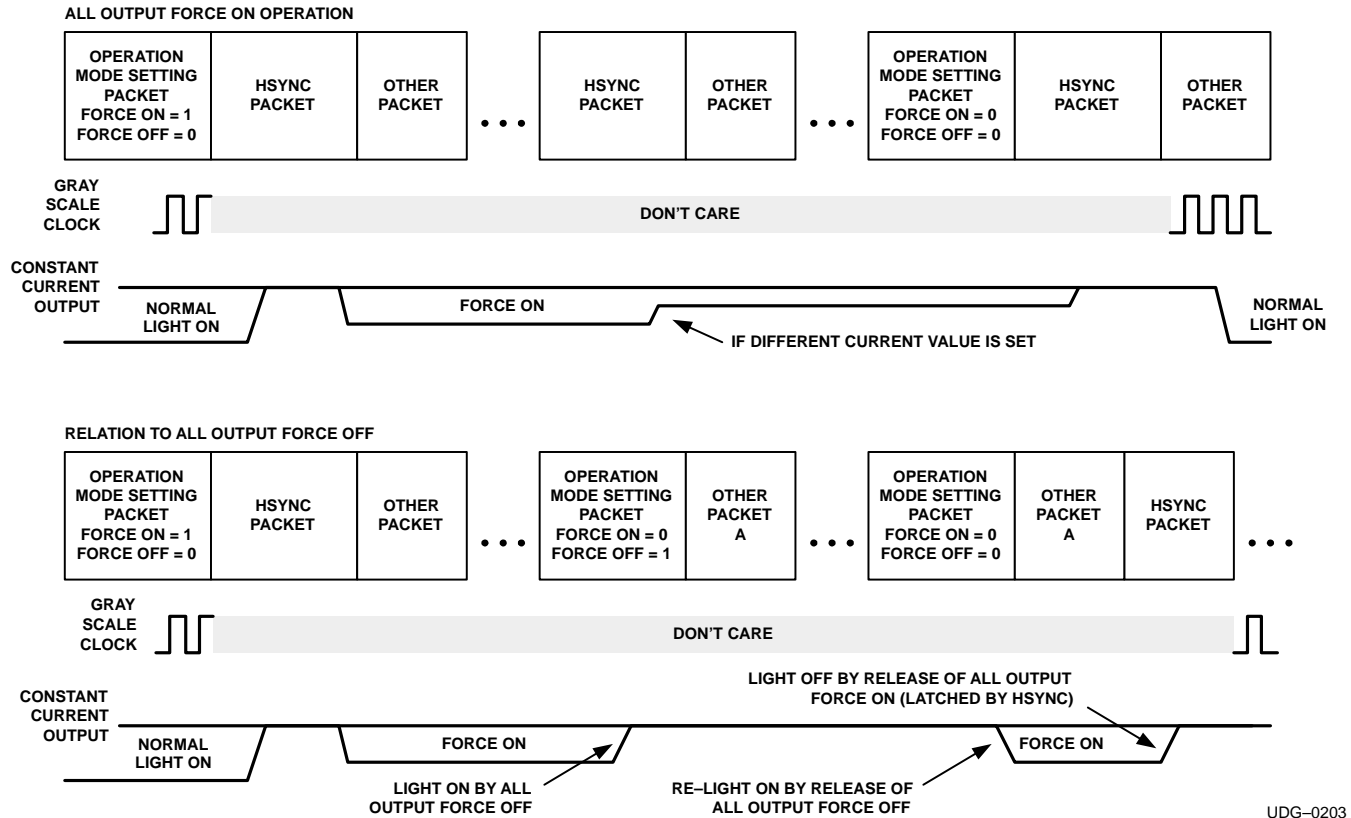 ALL OUTPUT FORCE ON OPERATION
OPERATION
MODE SETTING
PACKET
FORCE ON = 1
FORCE OFF = 0
HSYNC
PACKET
OTHER
PACKET
• • •
HSYNC
PACKET
OTHER
PACKET
• • •
OPERATION
MODE SETTING
PACKET
FORCE ON = 0
FORCE OFF = 0
HSYNC
PACKET
OTHER
PACKET
GRAY
SCALE
CLOCK
DON'T CARE
CONSTANT
CURRENT
OUTPUT
NORMAL
LIGHT ON
FORCE ON
IF DIFFERENT CURRENT VALUE IS SET
NORMAL
LIGHT ON
RELATION TO ALL OUTPUT FORCE OFF
OPERATION
MODE SETTING
PACKET
FORCE ON = 1
FORCE OFF = 0
HSYNC
PACKET
OTHER
PACKET
• • •
OPERATION
MODE SETTING
PACKET
FORCE ON = 0
FORCE OFF = 1
OTHER
PACKET
A
• • •
OPERATION
MODE SETTING
PACKET
FORCE ON = 0
FORCE OFF = 0
OTHER
PACKET
A
HSYNC
PACKET
• • •
GRAY
SCALE
CLOCK
DON'T CARE
LIGHT OFF BY RELEASE OF ALL OUTPUT
FORCE ON (LATCHED BY HSYNC)
CONSTANT
CURRENT
OUTPUT
NORMAL
LIGHT ON
FORCE ON
FORCE ON
LIGHT ON BY ALL
OUTPUT FORCE OFF
RE–LIGHT ON BY RELEASE OF
ALL OUTPUT FORCE OFF
UDG–0203